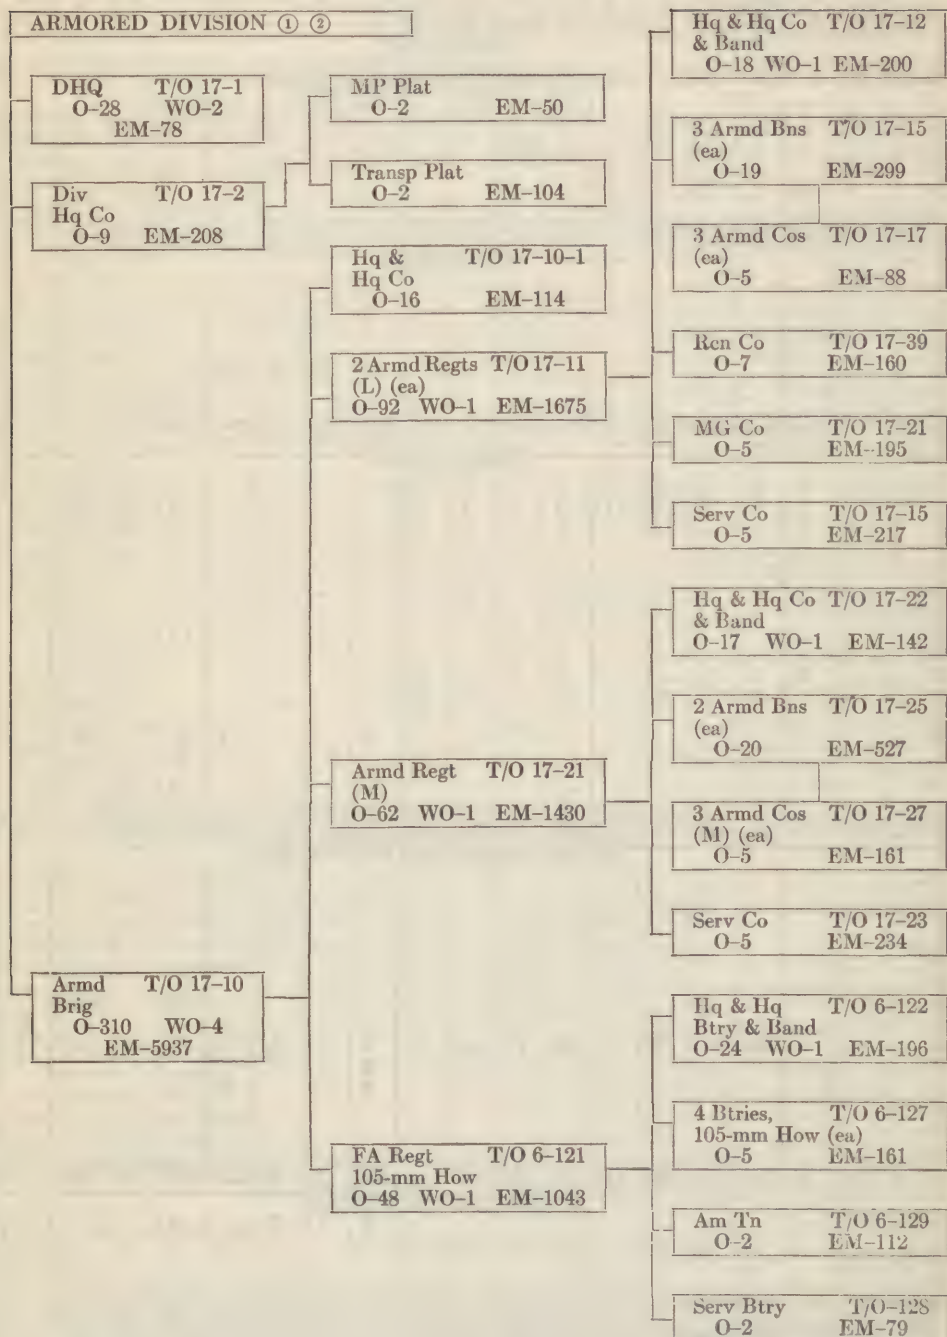 ARMORED DIVISION ① ②
DHQ T/O 17-1
O-28 WO-2
EM-78
Div T/O 17-2
Hq Co
O-9 EM-208
Armd T/O 17-10
Brig
O-310 WO-4
EM-5937
MP Plat
O-2 EM-50
Transp Plat
O-2 EM-104
Hq & T/O 17-10-1
Hq Co
O-16 EM-114
2 Armd Regts T/O 17-11
(L) (ea)
O-92 WO-1 EM-1675
Armd Regt T/O 17-21
(M)
O-62 WO-1 EM-1430
FA Regt T/O 6-121
105-mm How
O-48 WO-1 EM-1043
Hq & Hq Co T/O 17-12
& Band
O-18 WO-1 EM-200
3 Armd Bns T/O 17-15
(ea)
O-19 EM-299
3 Armd Cos T/O 17-17
(ea)
O-5 EM-88
Rcn Co T/O 17-39
O-7 EM-160
MG Co T/O 17-21
O-5 EM-195
Serv Co T/O 17-15
O-5 EM-217
Hq & Hq Co T/O 17-22
& Band
O-17 WO-1 EM-142
2 Armd Bns T/O 17-25
(ea)
O-20 EM-527
3 Armd Cos T/O 17-27
(M) (ea)
O-5 EM-161
Serv Co T/O 17-23
O-5 EM-234
Hq & Hq T/O 6-122
Btry & Band
O-24 WO-1 EM-196
4 Btries, T/O 6-127
105-mm How (ea)
O-5 EM-161
Am Tn T/O 6-129
O-2 EM-112
Serv Btry T/O-128
O-2 EM-79